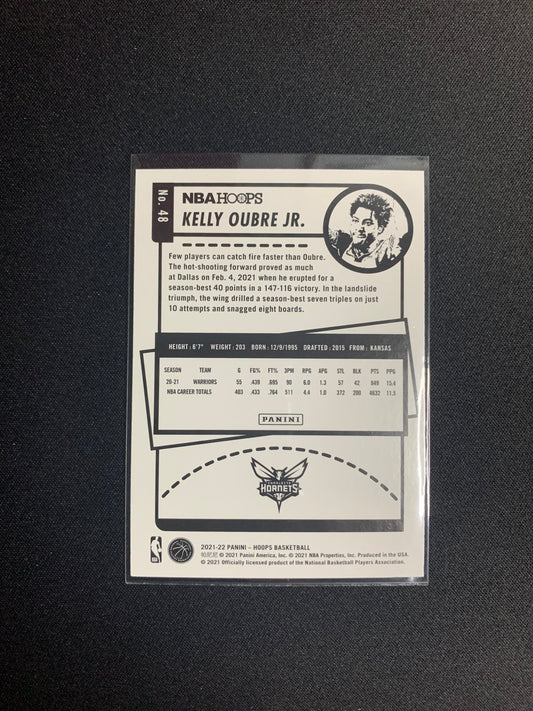 No. 48
NBA HOOPS
KELLY OUBRE JR.
Few players can catch fire faster than Oubre.
The hot-shooting forward proved as much
at Dallas on Feb. 4, 2021 when he erupted for a
season-best 40 points in a 147-116 victory. In the landslide
triumph, the wing drilled a season-best seven triples on just
10 attempts and snagged eight boards.
HEIGHT: 6'7" WEIGHT: 203 BORN: 12/9/1995 DRAFTED: 2015 FROM: KANSAS
SEASON TEAM G FG% FT% 3PM RPG APG STL BLK PTS PPG
20-21 WARRIORS 55 .439 .695 90 6.0 1.3 57 42 849 15.4
NBA CAREER TOTALS 403 .433 .764 511 4.4 1.0 372 200 4632 11.5
PANINI
CHARLOTTE
HORNETS
2021-22 PANINI – HOOPS BASKETBALL
帕尼尼 © 2021 Panini America, Inc. © 2021 NBA Properties, Inc. Produced in the USA.
© 2021 Officially licensed product of the National Basketball Players Association.